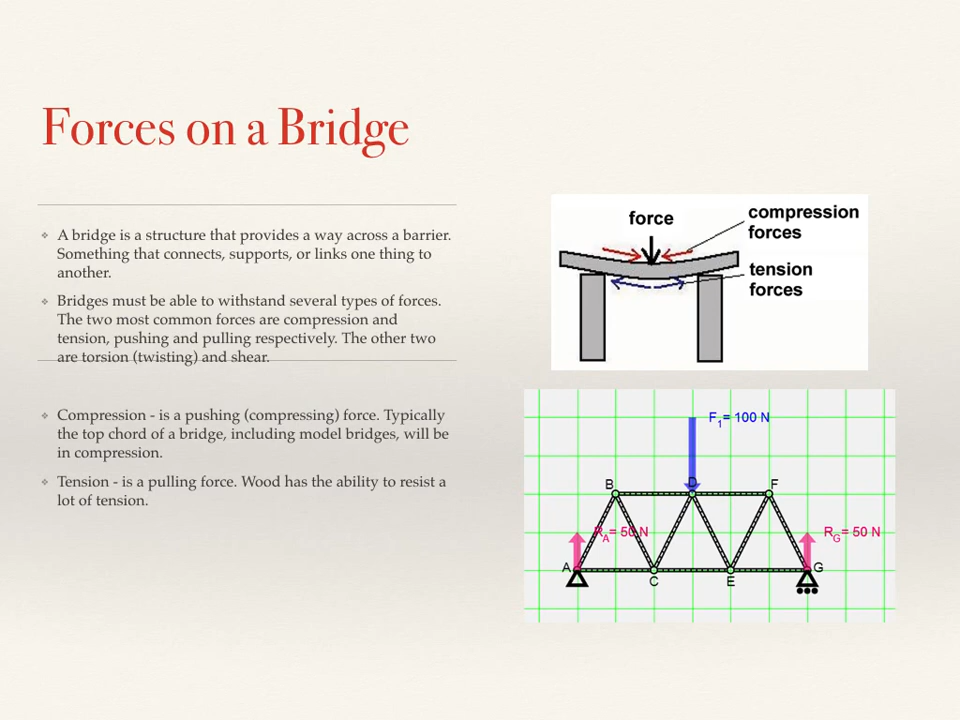 Forces on a Bridge
A bridge is a structure that provides a way across a barrier.
Something that connects, supports, or links one thing to
another.
Bridges must be able to withstand several types of forces.
The two most common forces are compression and
tension, pushing and pulling respectively. The other two
are torsion (twisting) and shear.
Compression - is a pushing (compressing) force. Typically
the top chord of a bridge, including model bridges, will be
in compression.
Tension - is a pulling force. Wood has the ability to resist a
lot of tension.
force
compression
forces
tension
forces
F1= 100 N
B
D
F
RA= 50 N
RG= 50 N
A
C
E
G